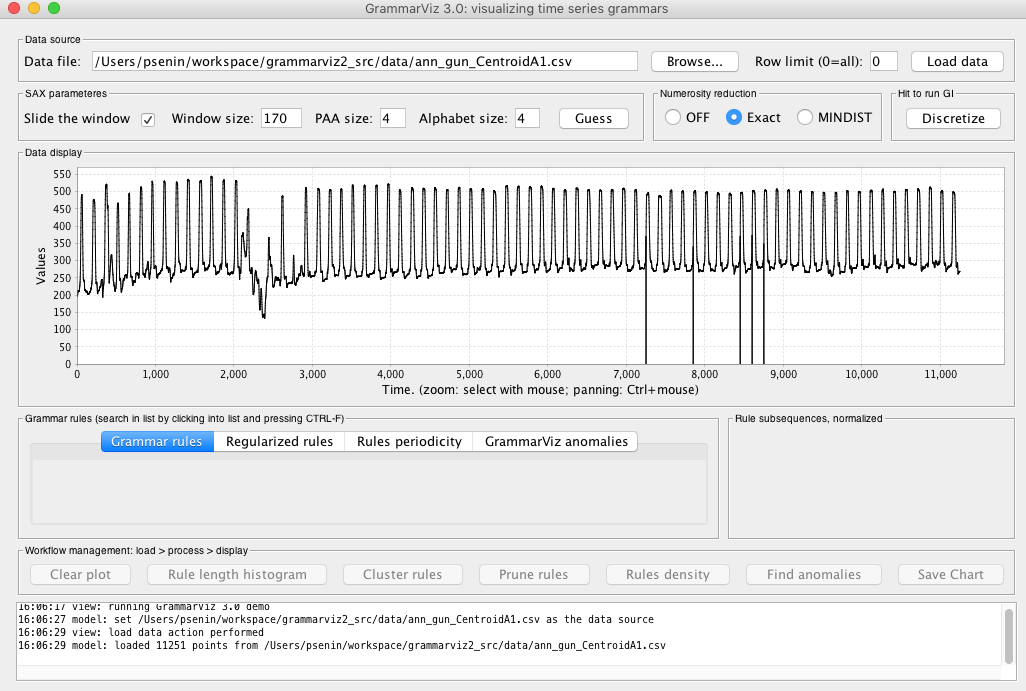 GrammarViz 3.0: visualizing time series grammars
Data source
Data file: /Users/psenin/workspace/grammarviz2_src/data/ann_gun_CentroidA1.csv Browse... Row limit (0=all): 0 Load data
SAX parameteres Numerosity reduction Hit to run GI
Slide the window Window size: 170 PAA size: 4 Alphabet size: 4 Guess OFF Exact MINDIST Discretize
Data display
550
500
450
400
350
300
250
200
150
100
50
0
Values
0 1,000 2,000 3,000 4,000 5,000 6,000 7,000 8,000 9,000 10,000 11,000
Time. (zoom: select with mouse; panning: Ctrl+mouse)
Grammar rules (search in list by clicking into list and pressing CTRL-F) Rule subsequences, normalized
Grammar rules Regularized rules Rules periodicity GrammarViz anomalies
Workflow management: load > process > display
Clear plot Rule length histogram Cluster rules Prune rules Rules density Find anomalies Save Chart
16:06:17 view: running GrammarViz 3.0 demo
16:06:27 model: set /Users/psenin/workspace/grammarviz2_src/data/ann_gun_CentroidA1.csv as the data source
16:06:29 view: load data action performed
16:06:29 model: loaded 11251 points from /Users/psenin/workspace/grammarviz2_src/data/ann_gun_CentroidA1.csv